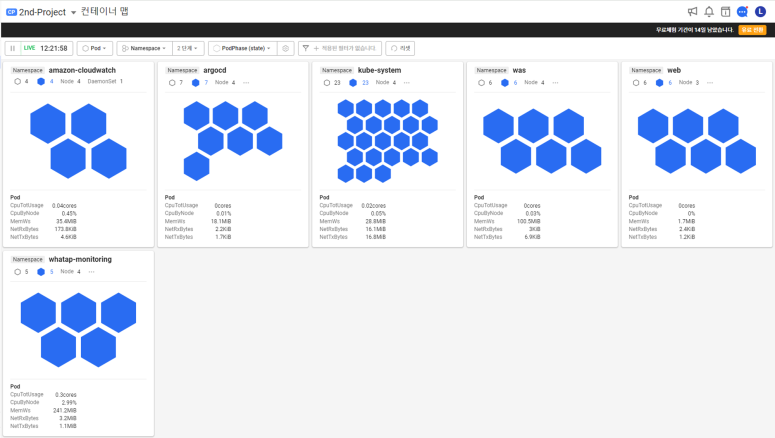 CP 2nd-Project 컨테이너 맵 L
무료체험 기간이 14일 남았습니다. 유료 전환
LIVE 12:21:58 Pod Namespace 2 단계 PodPhase (state) 적용된 필터가 없습니다. 리셋
Namespace amazon-cloudwatch
4 4 Node 4 DaemonSet 1
Pod
CpuTotUsage 0.04cores
CpuByNode 0.45%
MemWs 35.4MiB
NetRxBytes 173.8KiB
NetTxBytes 4.6KiB
Namespace argocd
7 7 Node 4 ...
Pod
CpuTotUsage 0cores
CpuByNode 0.01%
MemWs 18.1MiB
NetRxBytes 2.2KiB
NetTxBytes 1.7KiB
Namespace kube-system
23 23 Node 4 ...
Pod
CpuTotUsage 0.02cores
CpuByNode 0.05%
MemWs 28.8MiB
NetRxBytes 16.1MiB
NetTxBytes 16.8MiB
Namespace was
6 6 Node 4 ...
Pod
CpuTotUsage 0cores
CpuByNode 0.03%
MemWs 100.5MiB
NetRxBytes 3KiB
NetTxBytes 6.9KiB
Namespace web
6 6 Node 3 ...
Pod
CpuTotUsage 0cores
CpuByNode 0%
MemWs 1.7MiB
NetRxBytes 2.4KiB
NetTxBytes 1.2KiB
Namespace whatap-monitoring
5 5 Node 4 ...
Pod
CpuTotUsage 0.3cores
CpuByNode 2.99%
MemWs 241.2MiB
NetRxBytes 3.2MiB
NetTxBytes 1.1MiB